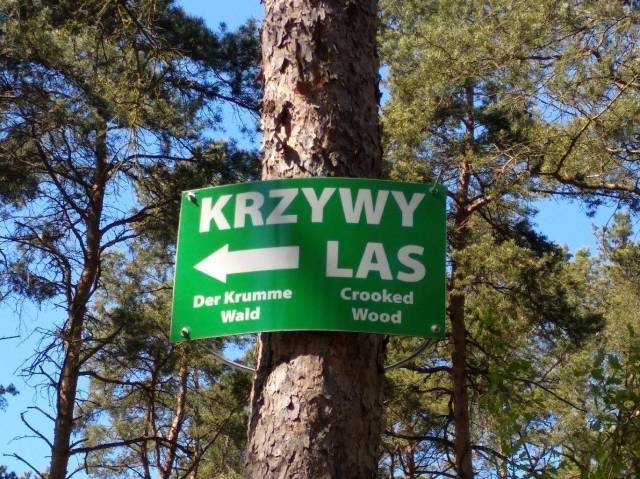 KRZYWY
LAS
Der Krumme
Wald
Crooked
Wood